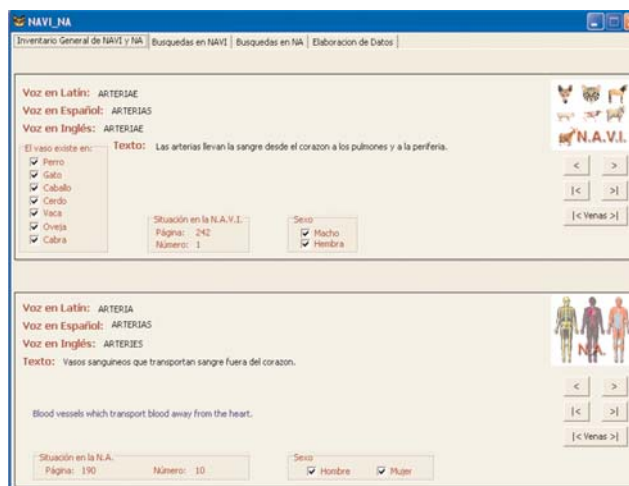 NAVI_NA
Inventario General de NAVI y NA
Busquedas en NAVI
Busquedas en NA
Elaboracion de Datos
Voz en Latín: ARTERIAE
Voz en Español: ARTERIAS
Voz en Inglés: ARTERIAE
El vaso existe en:
Perro
Gato
Caballo
Cerdo
Vaca
Oveja
Cabra
Texto: Las arterias llevan la sangre desde el corazon a los pulmones y a la periferia.
Situación en la N.A.V.I.
Página: 242
Número: 1
Sexo
Macho
Hembra
N.A.V.I.
< >
|< >|
|< Venas >|
Voz en Latín: ARTERIA
Voz en Español: ARTERIAS
Voz en Inglés: ARTERIES
Texto: Vasos sanguineos que transportan sangre fuera del corazon.
Blood vessels which transport blood away from the heart.
Situación en la N.A.
Página: 190 Número: 10
Sexo
Hombre Mujer
N.A.
< >
|< >|
|< Venas >|